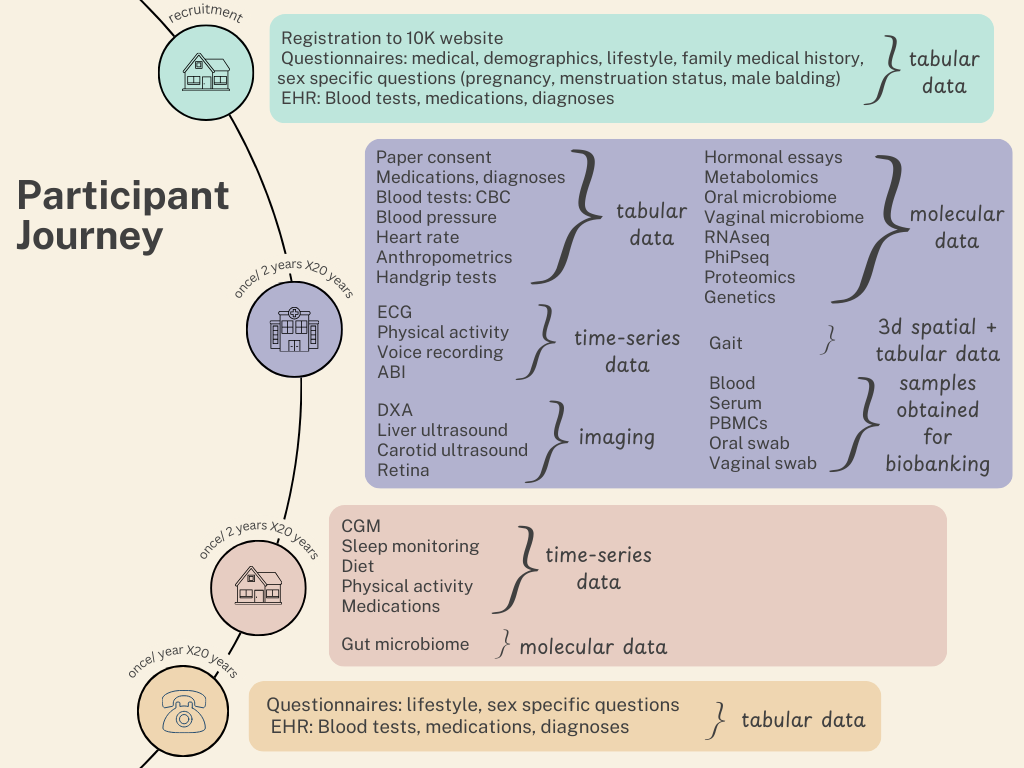 recruitment
Registration to 10K website
Questionnaires: medical, demographics, lifestyle, family medical history,
sex specific questions (pregnancy, menstruation status, male balding)
EHR: Blood tests, medications, diagnoses
tabular
data
Participant
Journey
once/ 2 years X20 years
Paper consent
Medications, diagnoses
Blood tests: CBC
Blood pressure
Heart rate
Anthropometrics
Handgrip tests
tabular
data
ECG
Physical activity
Voice recording
ABI
time-series
data
DXA
Liver ultrasound
Carotid ultrasound
Retina
imaging
Hormonal essays
Metabolomics
Oral microbiome
Vaginal microbiome
RNAseq
PhiPseq
Proteomics
Genetics
molecular
data
Gait
3d spatial +
tabular data
Blood
Serum
PBMCs
Oral swab
Vaginal swab
samples
obtained
for
biobanking
once/ 2 years X20 years
CGM
Sleep monitoring
Diet
Physical activity
Medications
time-series
data
Gut microbiome
molecular data
once/ year X20 years
Questionnaires: lifestyle, sex specific questions
EHR: Blood tests, medications, diagnoses
tabular data